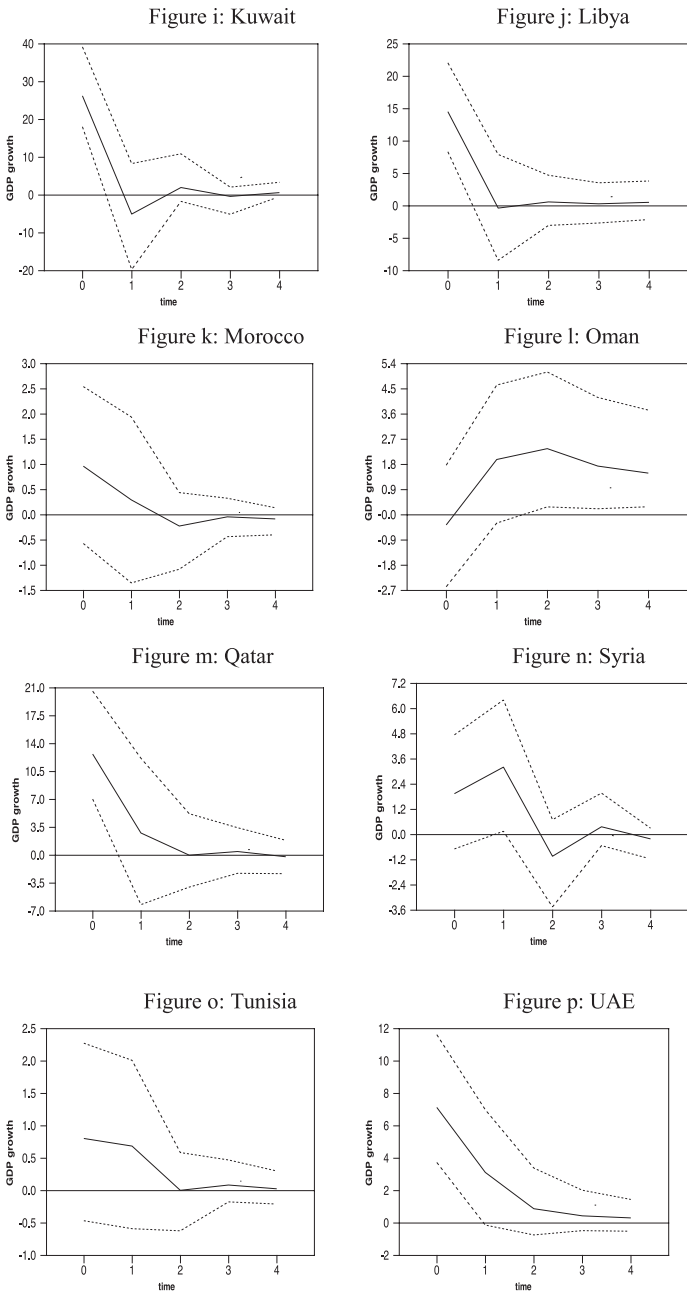 Figure i: Kuwait
GDP growth
50
40
30
20
10
0
-10
-20
0 1 2 3 4
time
Figure j: Libya
GDP growth
25
20
15
10
5
0
-5
-10
0 1 2 3 4
time
Figure k: Morocco
GDP growth
3.0
2.5
2.0
1.5
1.0
0.5
0.0
-0.5
-1.0
-1.5
0 1 2 3 4
time
Figure l: Oman
GDP growth
5.4
4.5
3.6
2.7
1.8
0.9
-0.0
-0.9
-1.8
-2.7
0 1 2 3 4
time
Figure m: Qatar
GDP growth
21.0
17.5
14.0
10.5
7.0
3.5
0.0
-3.5
-7.0
0 1 2 3 4
time
Figure n: Syria
GDP growth
7.2
6.0
4.8
3.6
2.4
1.2
0.0
-1.2
-2.4
-3.6
0 1 2 3 4
time
Figure o: Tunisia
GDP growth
2.5
2.0
1.5
1.0
0.5
0.0
-0.5
-1.0
0 1 2 3 4
time
Figure p: UAE
GDP growth
12
10
8
6
4
2
0
-2
0 1 2 3 4
time